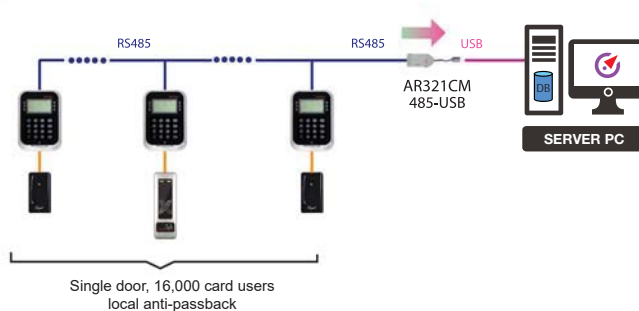 RS485
RS485
USB
AR321CM
485-USB
DB
SERVER PC
Single door, 16,000 card users
local anti-passback